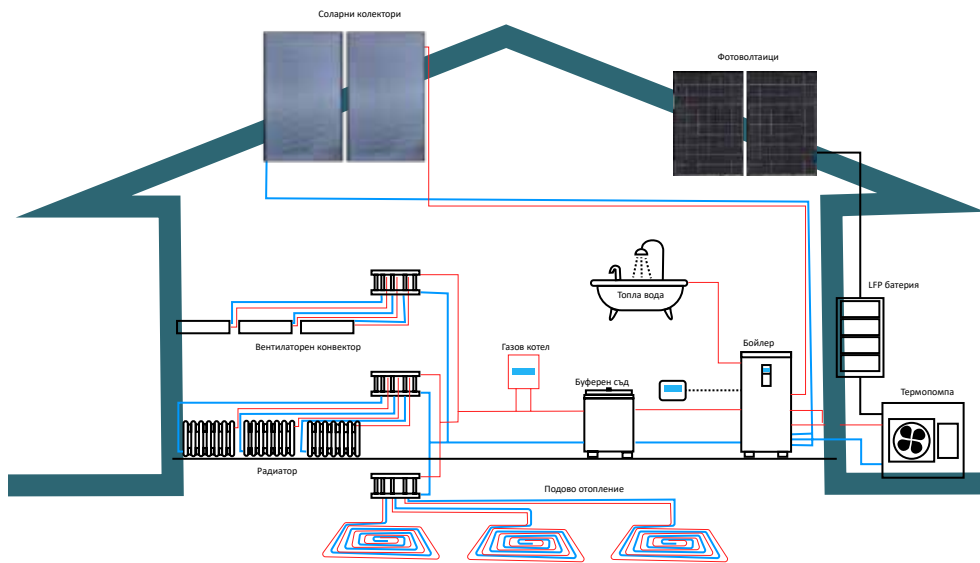 Соларни колектори
Фотоволтаици
LFP батерия
Топла вода
Вентилаторен конвектор
Газов котел
Бойлер
Буферен съд
Термопомпа
Радиатор
Подово отопление